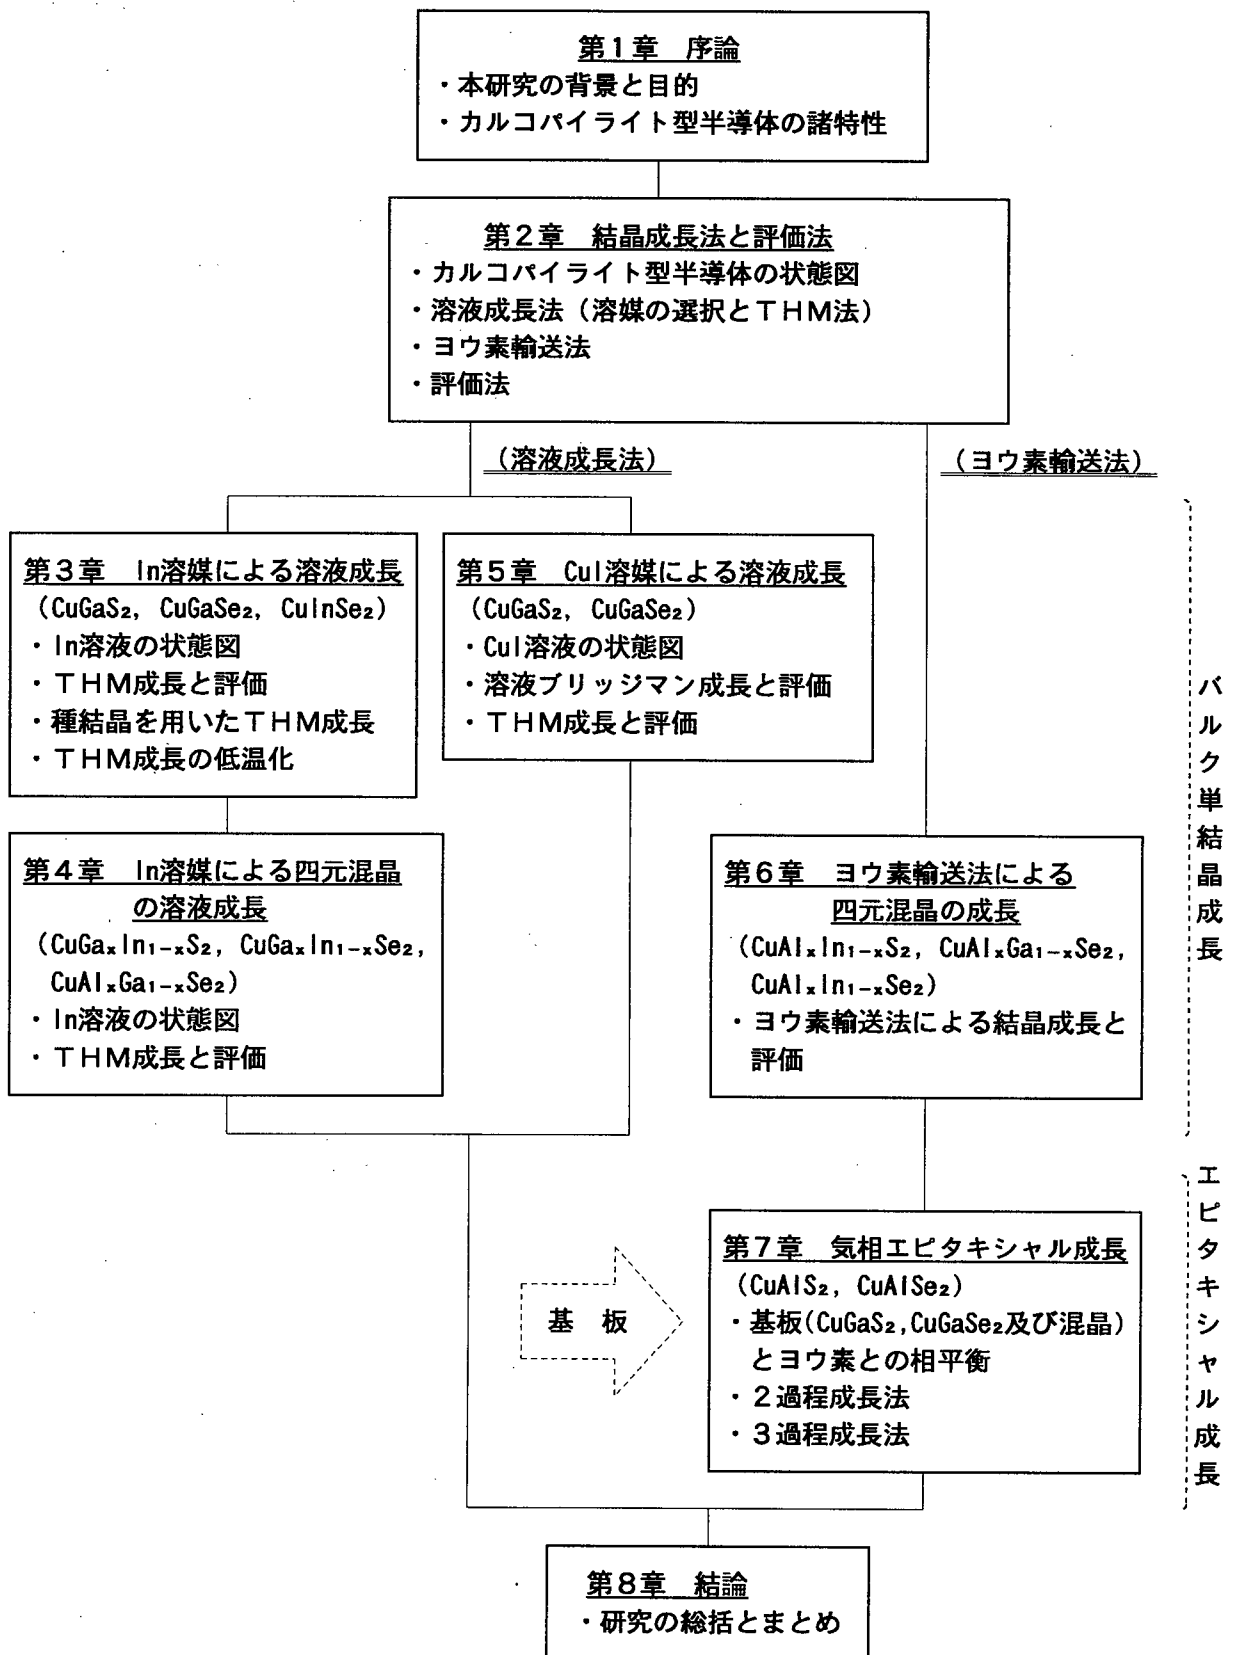 第1章 序論
・本研究の背景と目的
・カルコパイライト型半導体の諸特性
第2章 結晶成長法と評価法
・カルコパイライト型半導体の状態図
・溶液成長法(溶媒の選択とTHM法)
・ヨウ素輸送法
・評価法
(溶液成長法)
(ヨウ素輸送法)
第3章 In溶媒による溶液成長
(CuGaS₂, CuGaSe₂, CuInSe₂)
・In溶液の状態図
・THM成長と評価
・種結晶を用いたTHM成長
・THM成長の低温化
第5章 CuI溶媒による溶液成長
(CuGaS₂, CuGaSe₂)
・CuI溶液の状態図
・溶液ブリッジマン成長と評価
・THM成長と評価
バルク単結晶成長
第4章 In溶媒による四元混晶
の溶液成長
(CuGaₓIn₁₋ₓS₂, CuGaₓIn₁₋ₓSe₂,
CuAlₓGa₁₋ₓSe₂)
・In溶液の状態図
・THM成長と評価
第6章 ヨウ素輸送法による
四元混晶の成長
(CuAlₓIn₁₋ₓS₂, CuAlₓGa₁₋ₓSe₂,
CuAlₓIn₁₋ₓSe₂)
・ヨウ素輸送法による結晶成長と
評価
基 板
第7章 気相エピタキシャル成長
(CuAlS₂, CuAlSe₂)
・基板(CuGaS₂,CuGaSe₂及び混晶)
とヨウ素との相平衡
・2過程成長法
・3過程成長法
エピタキシャル成長
第8章 結論
・研究の総括とまとめ